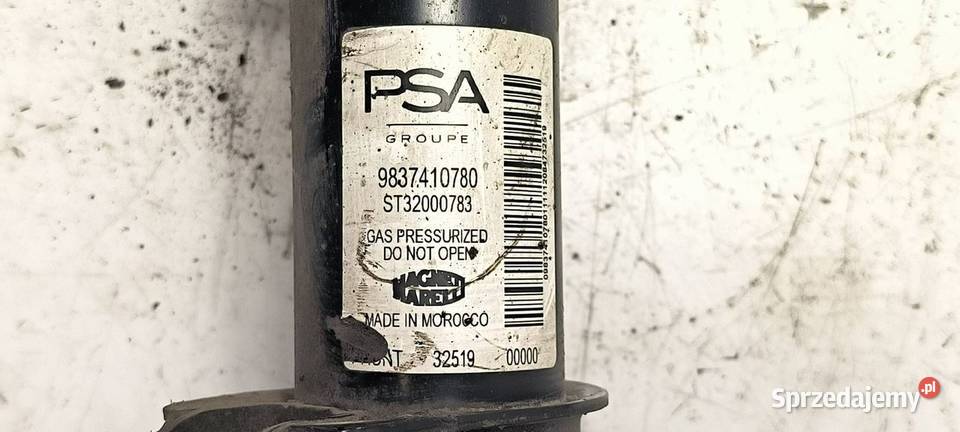 PSA
GROUPE
9837410780
ST32000783
GAS PRESSURIZED
DO NOT OPEN
MAGNETI
MARELLI
MADE IN MOROCCO
32519 00000
Sprzedajemy.pl